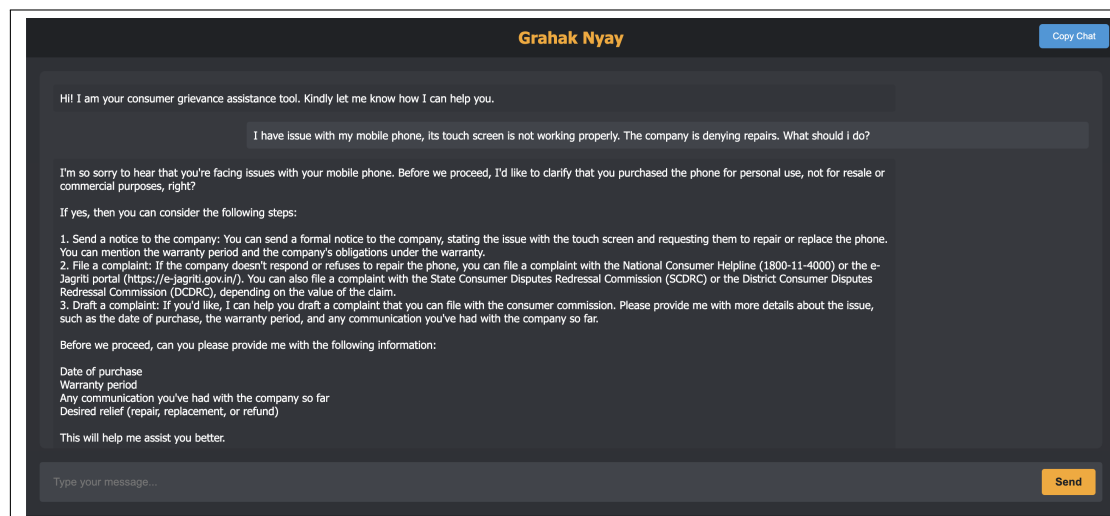 Grahak Nyay
Copy Chat
Hi! I am your consumer grievance assistance tool. Kindly let me know how I can help you.
I have issue with my mobile phone, its touch screen is not working properly. The company is denying repairs. What should i do?
I'm so sorry to hear that you're facing issues with your mobile phone. Before we proceed, I'd like to clarify that you purchased the phone for personal use, not for resale or
commercial purposes, right?
If yes, then you can consider the following steps:
1. Send a notice to the company: You can send a formal notice to the company, stating the issue with the touch screen and requesting them to repair or replace the phone.
You can mention the warranty period and the company's obligations under the warranty.
2. File a complaint: If the company doesn't respond or refuses to repair the phone, you can file a complaint with the National Consumer Helpline (1800-11-4000) or the e-
Jagriti portal (https://e-jagriti.gov.in/). You can also file a complaint with the State Consumer Disputes Redressal Commission (SCDRC) or the District Consumer Disputes
Redressal Commission (DCDRC), depending on the value of the claim.
3. Draft a complaint: If you'd like, I can help you draft a complaint that you can file with the consumer commission. Please provide me with more details about the issue,
such as the date of purchase, the warranty period, and any communication you've had with the company so far.
Before we proceed, can you please provide me with the following information:
Date of purchase
Warranty period
Any communication you've had with the company so far
Desired relief (repair, replacement, or refund)
This will help me assist you better.
Type your message...
Send